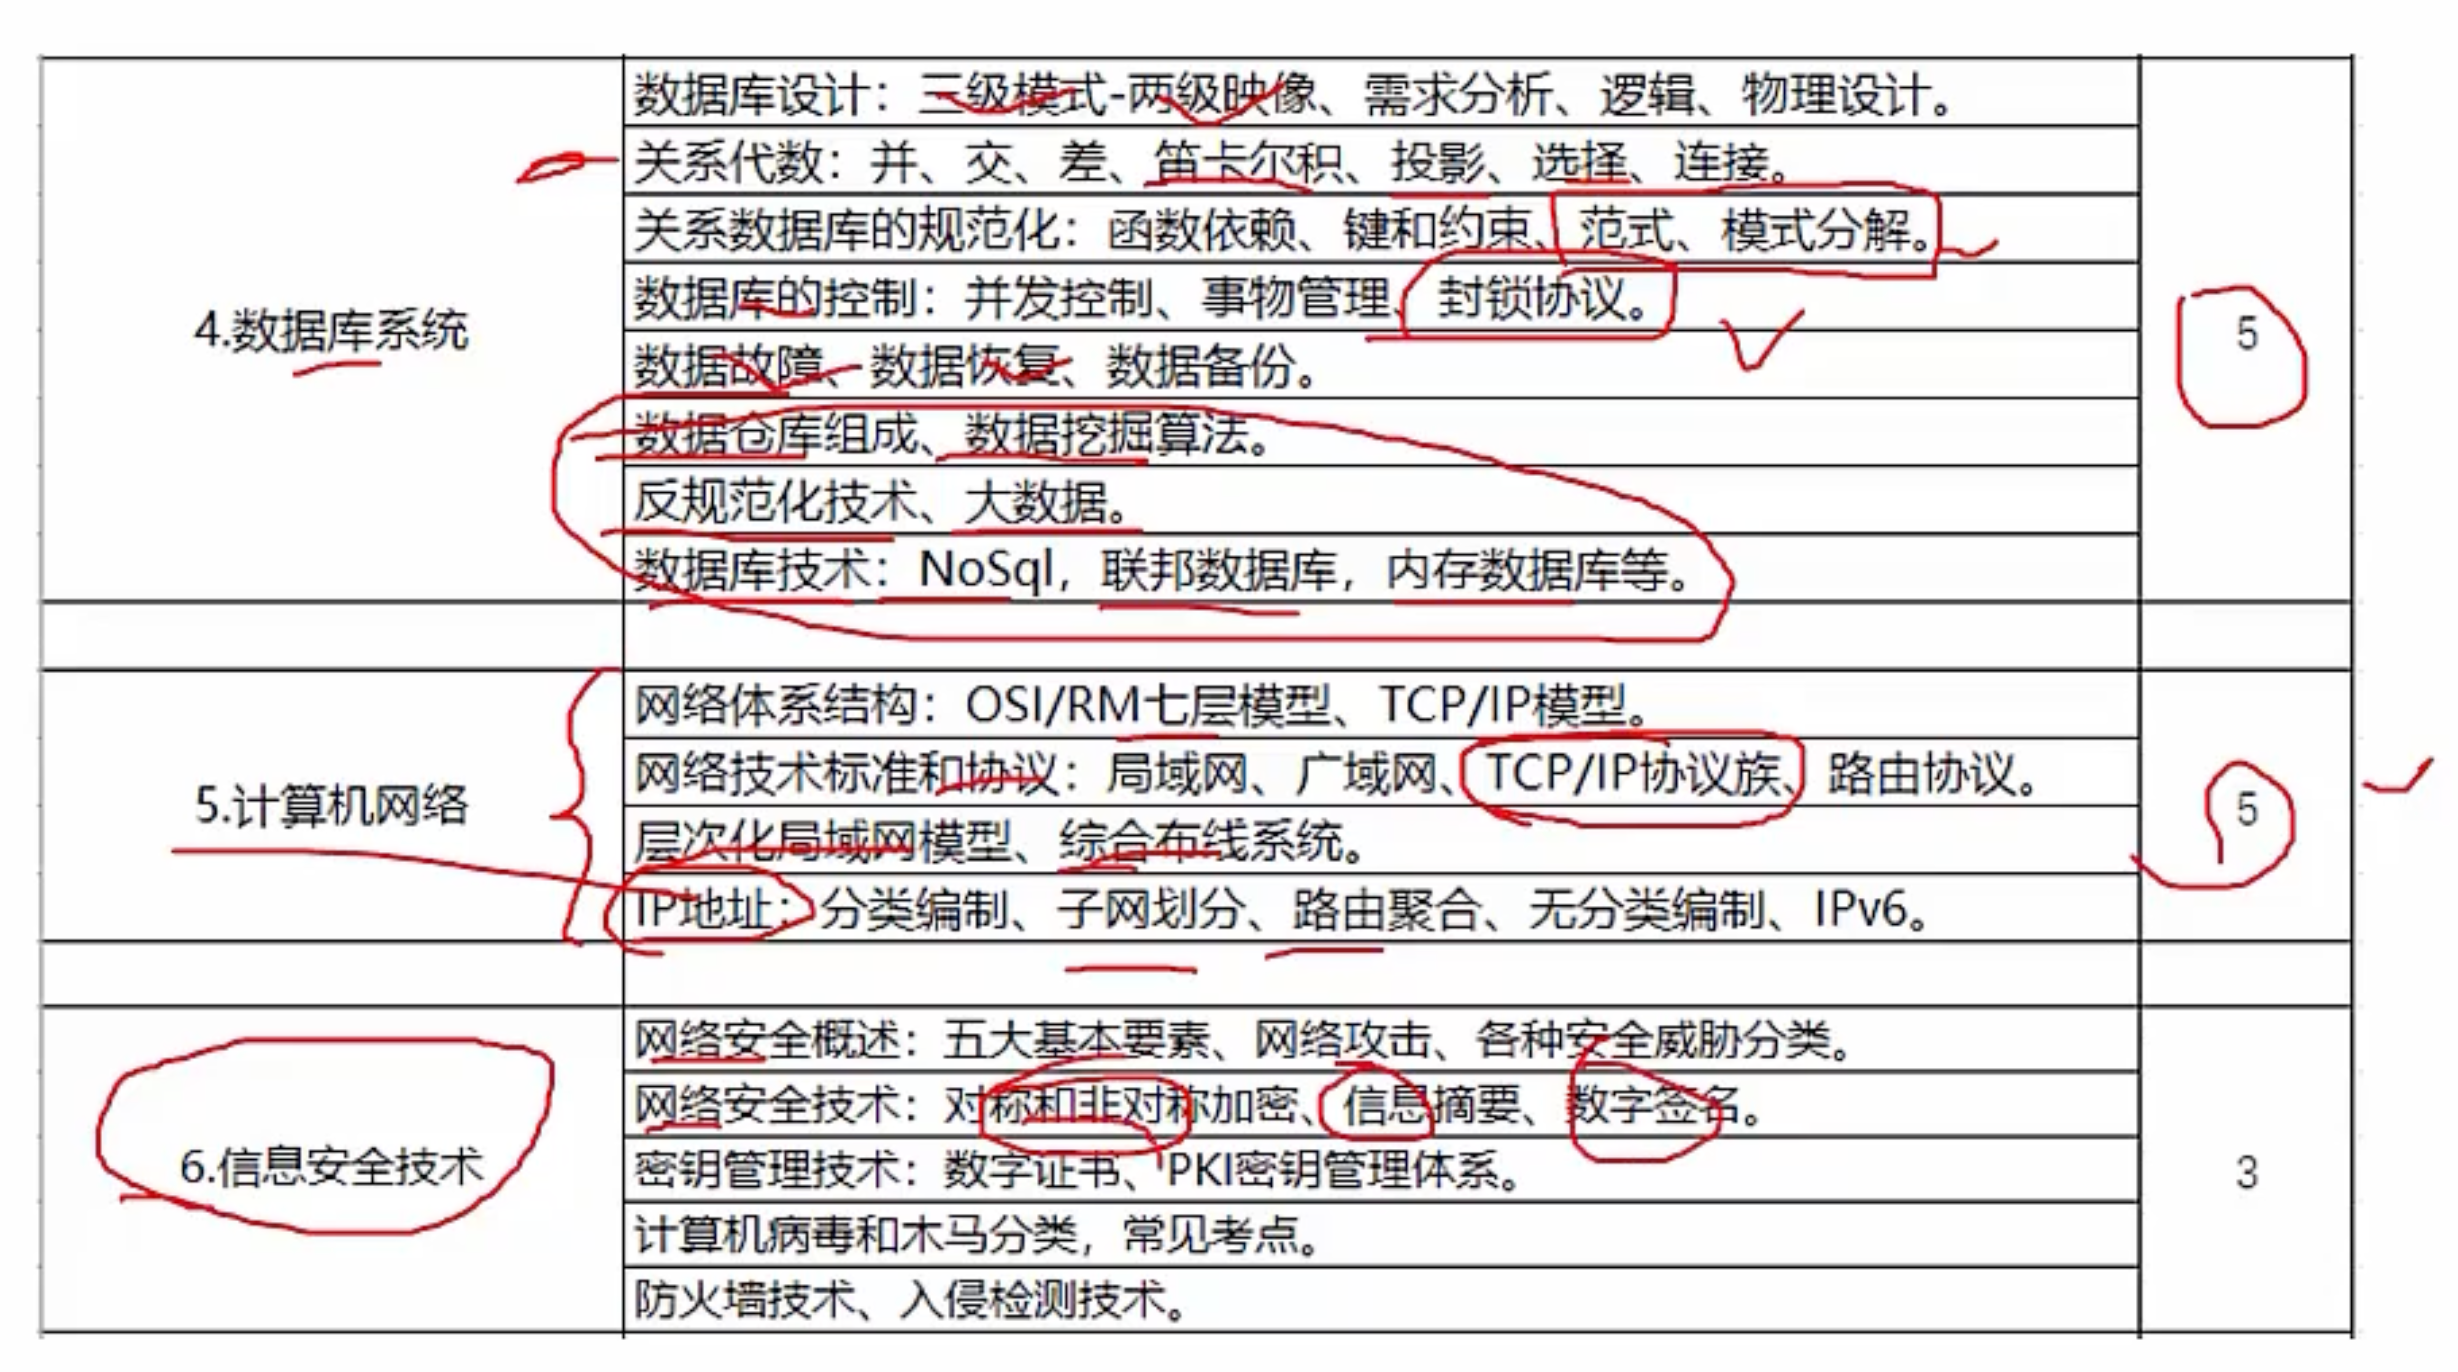 数据库设计：三级模式-两级映像、需求分析、逻辑、物理设计。
关系代数：并、交、差、笛卡尔积、投影、选择、连接。
关系数据库的规范化：函数依赖、键和约束、范式、模式分解。
4.数据库系统
数据库的控制：并发控制、事物管理、封锁协议。
5
数据故障、数据恢复、数据备份。
数据仓库组成、数据挖掘算法。
反规范化技术、大数据。
数据库技术：NoSql，联邦数据库，内存数据库等。
网络体系结构：OSI/RM七层模型、TCP/IP模型。
网络技术标准和协议：局域网、广域网、TCP/IP协议族、路由协议。
5.计算机网络
5
层次化局域网模型、综合布线系统。
IP地址：分类编制、子网划分、路由聚合、无分类编制、IPv6。
网络安全概述：五大基本要素、网络攻击、各种安全威胁分类。
网络安全技术：对称和非对称加密、信息摘要、数字签名。
6.信息安全技术
密钥管理技术：数字证书、PKI密钥管理体系。
3
计算机病毒和木马分类，常见考点。
防火墙技术、入侵检测技术。